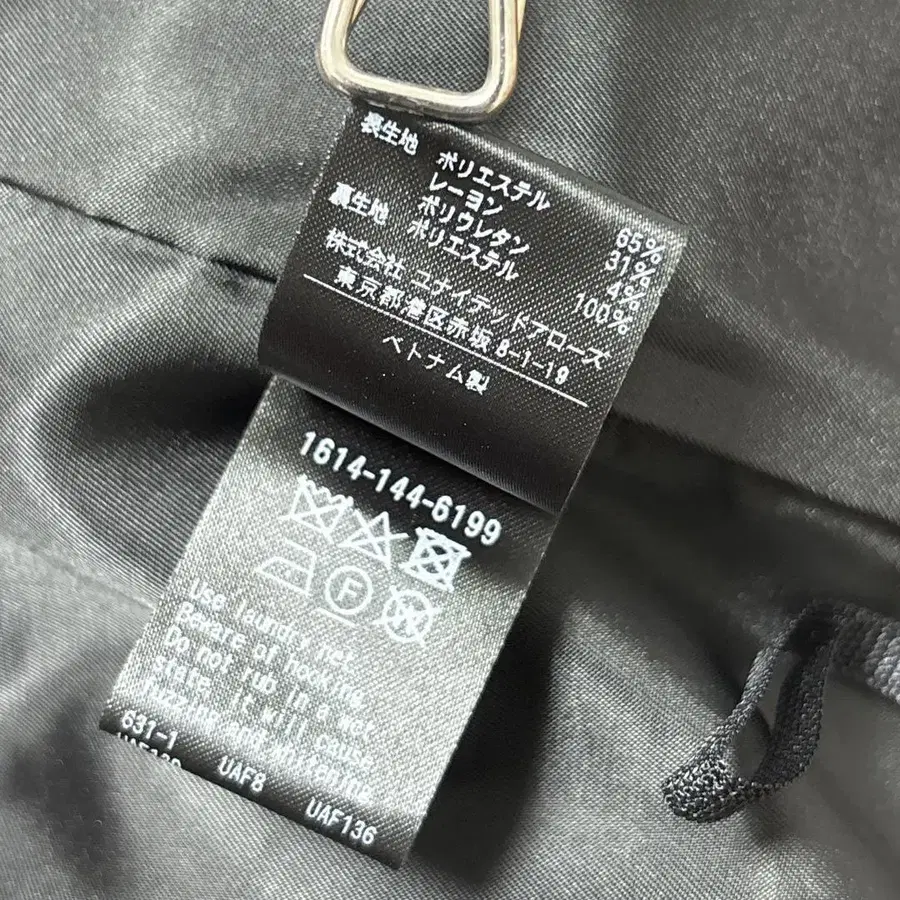 表生地 ポリエステル 65%
レーヨン 31%
ポリウレタン 4%
裏生地 ポリエステル 100%
株式会社 ユナイテッドアローズ
東京都港区赤坂 8-1-19
ベトナム製
1614-144-6199
F
Use laundry net.
Beware of hooking.
Do not rub in a wet
state, it will cause
fuzzing and whitening
631-1 UAF8 UAF136